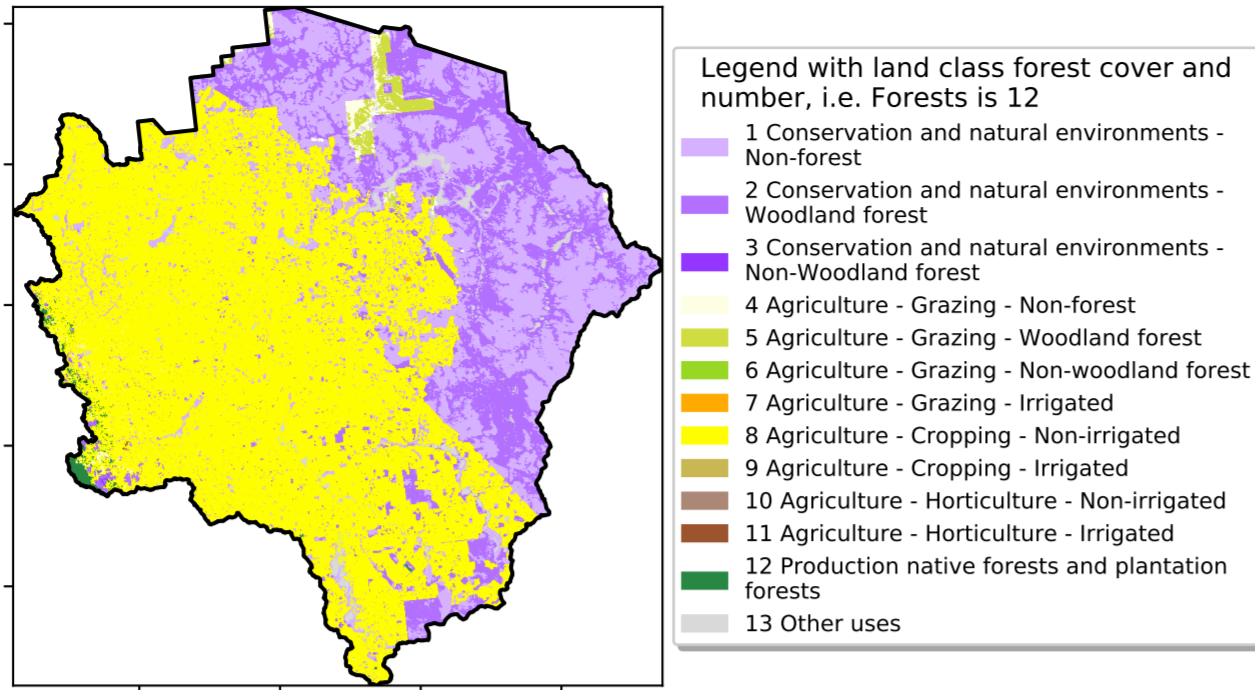 Legend with land class forest cover and
number, i.e. Forests is 12
1 Conservation and natural environments -
Non-forest
2 Conservation and natural environments -
Woodland forest
3 Conservation and natural environments -
Non-Woodland forest
4 Agriculture - Grazing - Non-forest
5 Agriculture - Grazing - Woodland forest
6 Agriculture - Grazing - Non-woodland forest
7 Agriculture - Grazing - Irrigated
8 Agriculture - Cropping - Non-irrigated
9 Agriculture - Cropping - Irrigated
10 Agriculture - Horticulture - Non-irrigated
11 Agriculture - Horticulture - Irrigated
12 Production native forests and plantation
forests
13 Other uses